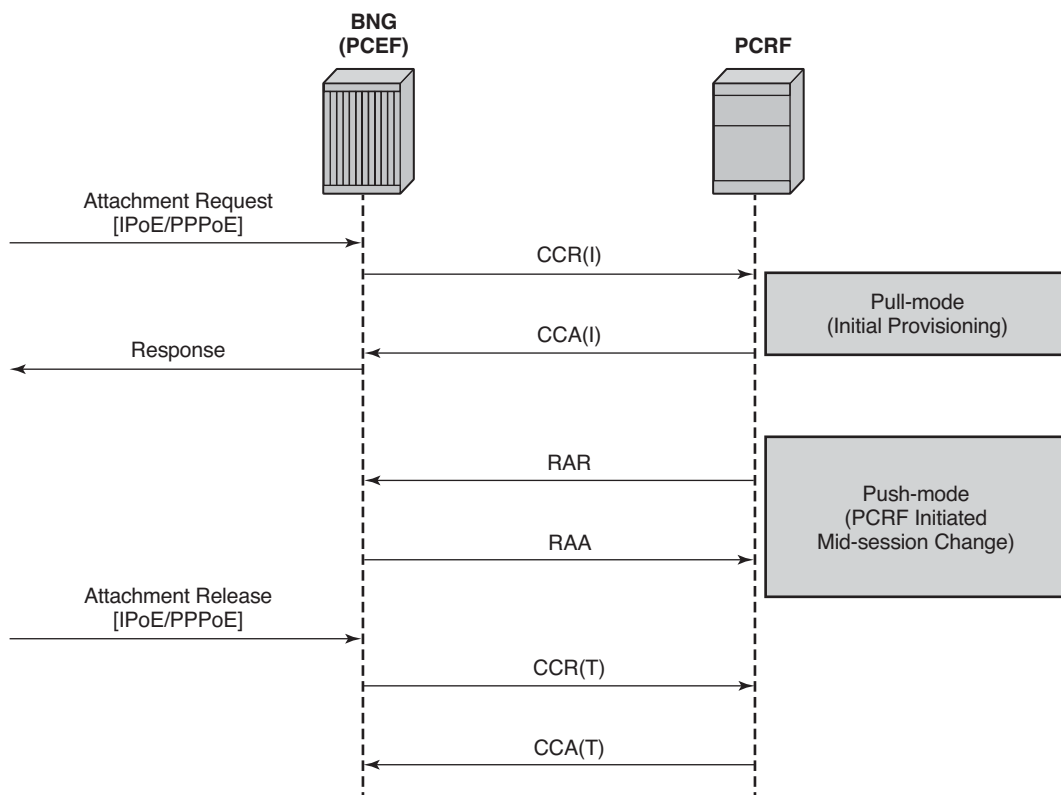 BNG
(PCEF)
PCRF
Attachment Request
[IPoE/PPPoE]
CCR(I)
Pull-mode
(Initial Provisioning)
CCA(I)
Response
RAR
Push-mode
(PCRF Initiated
Mid-session Change)
RAA
Attachment Release
[IPoE/PPPoE]
CCR(T)
CCA(T)